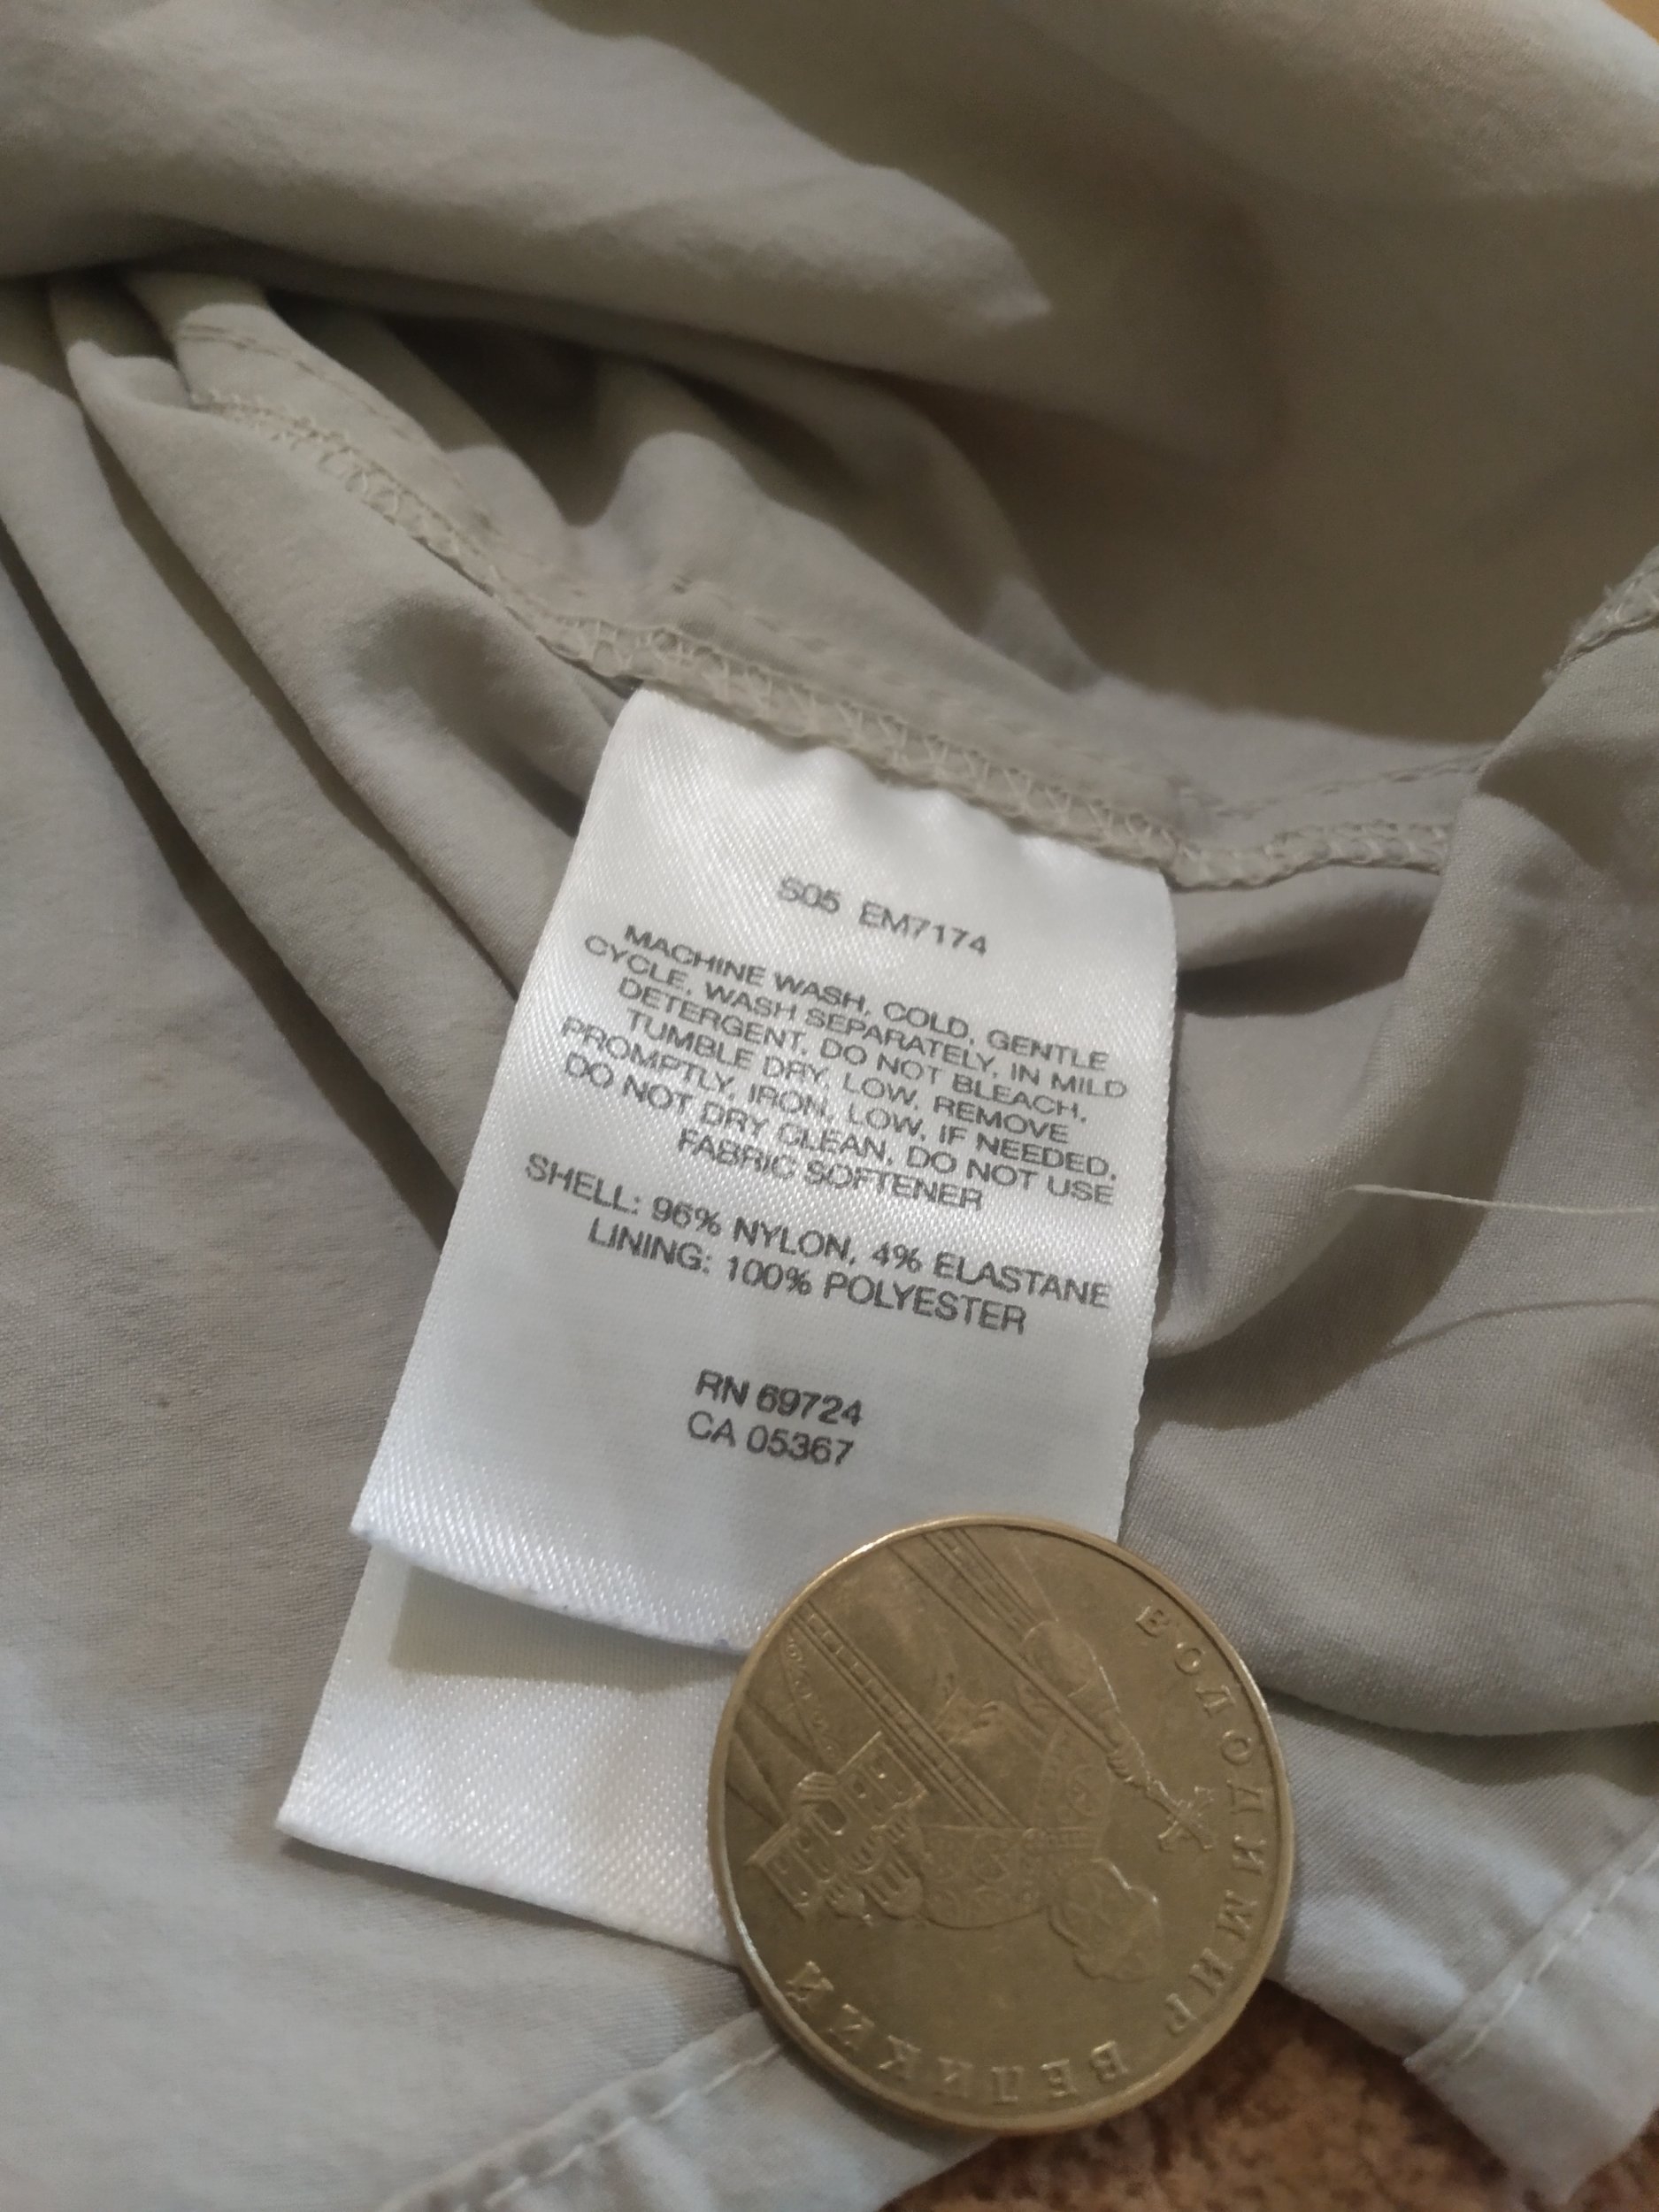 S05 EM7174
MACHINE WASH, COLD, GENTLE
CYCLE, WASH SEPARATELY, IN MILD
DETERGENT, DO NOT BLEACH,
TUMBLE DRY, LOW, REMOVE
PROMPTLY, IRON, LOW, IF NEEDED,
DO NOT DRY CLEAN, DO NOT USE
FABRIC SOFTENER
SHELL: 96% NYLON, 4% ELASTANE
LINING: 100% POLYESTER
RN 69724
CA 05367
ВОЛОДИМИР ВЕЛИКИЙ